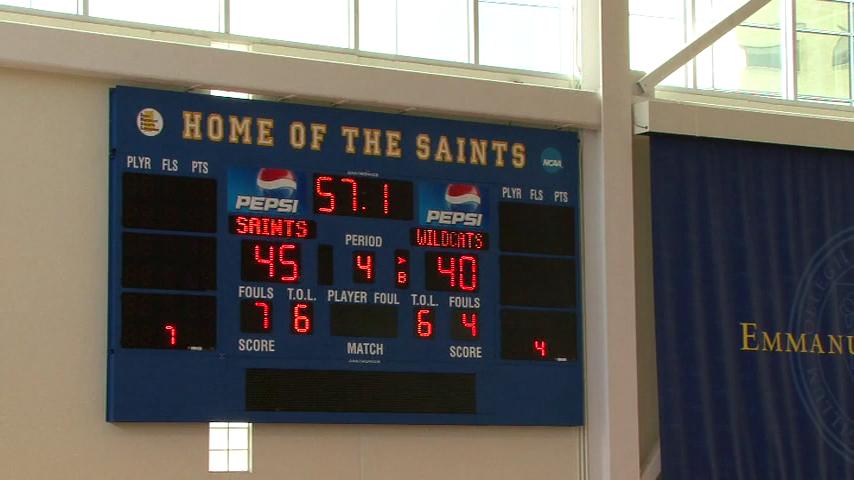 HOME OF THE SAINTS
NCAA
PLYR FLS PTS
PEPSI
57.1
PEPSI
PLYR FLS PTS
SAINTS
PERIOD
WILDCATS
45
4
B
40
FOULS T.O.L. PLAYER FOUL T.O.L. FOULS
7 6
6 4
7
4
SCORE MATCH SCORE
EMMANU